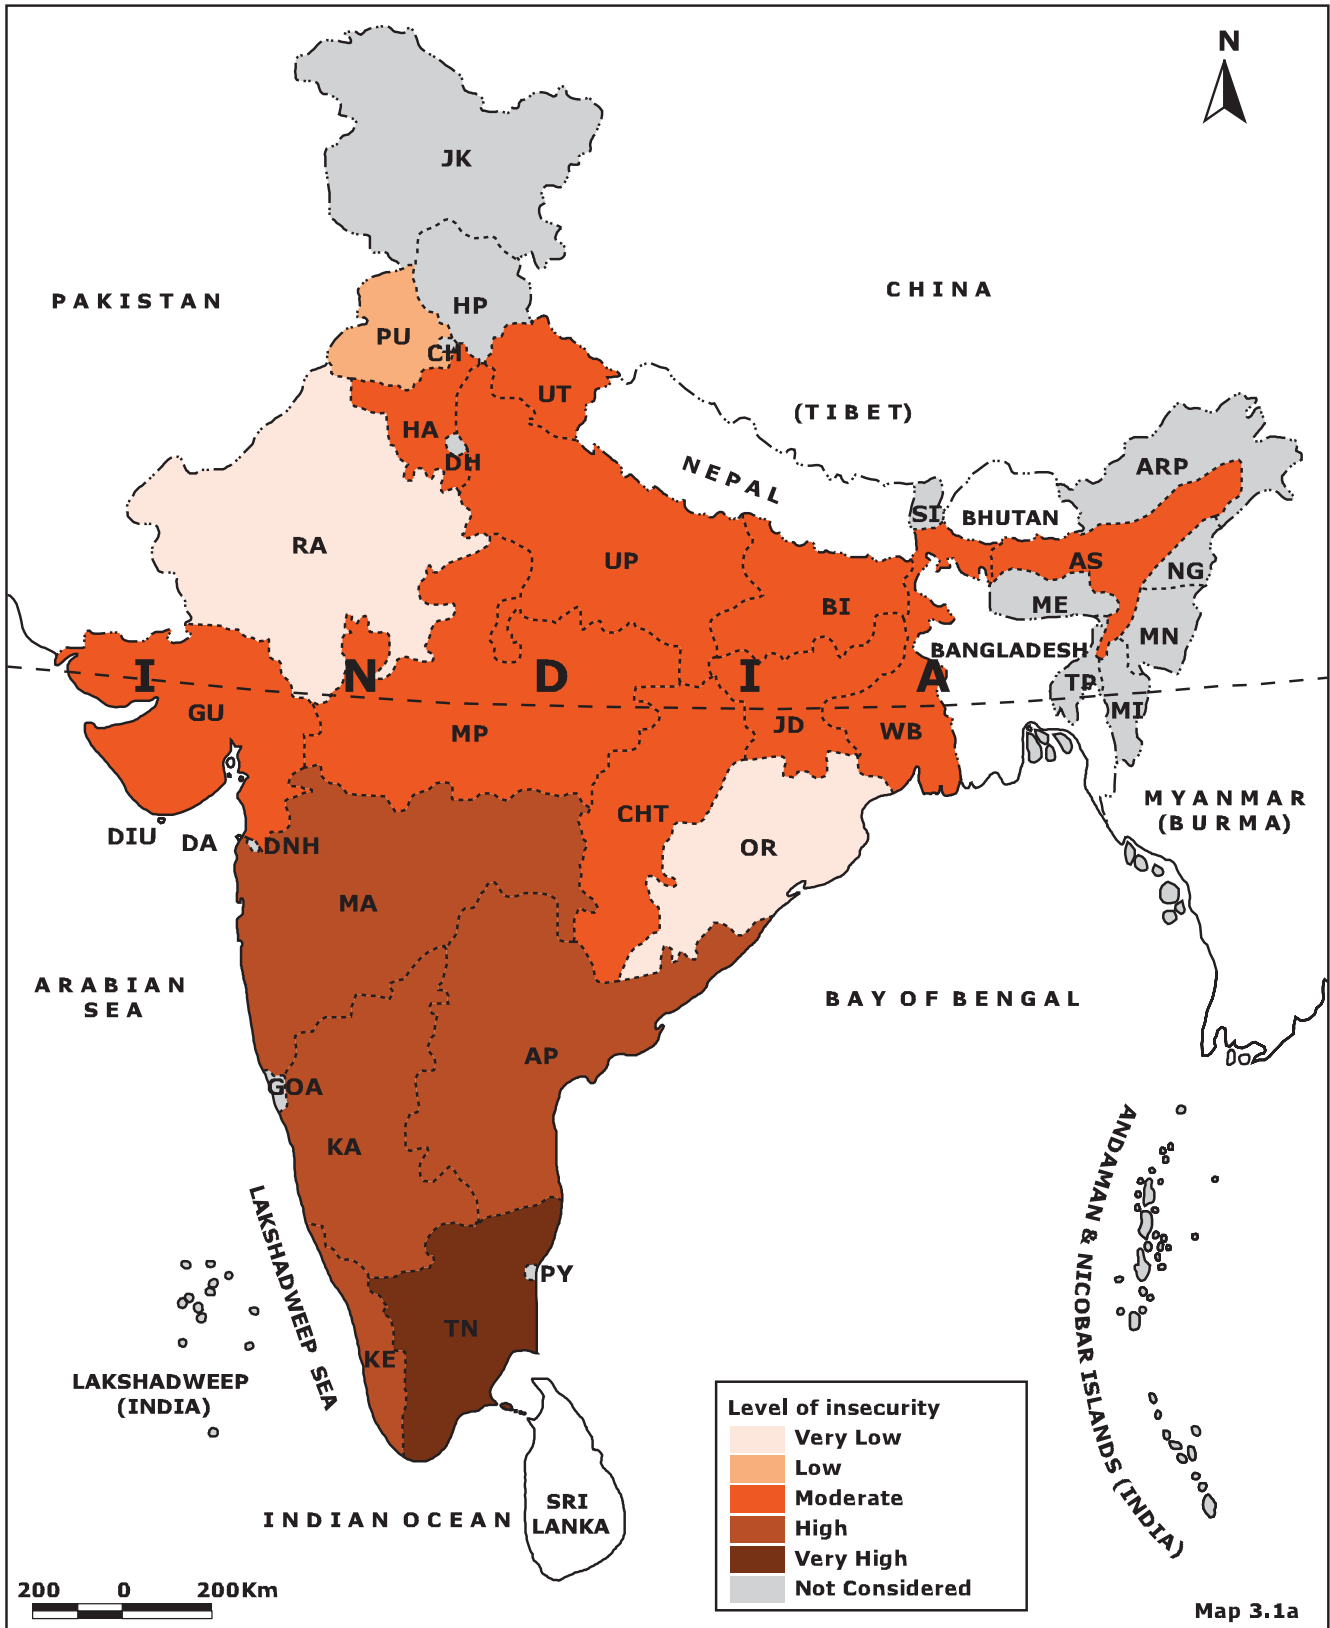 N
JK
PAKISTAN
HP
CHINA
PU
CH
UT
(TIBET)
HA
DH
NEPAL
ARP
SI
BHUTAN
RA
UP
AS
NG
BI
ME
MN
BANGLADESH
I N D I A
TP
GU
MP
JD
WB
MI
MYANMAR
(BURMA)
CHT
DIU
DA
DNH
OR
MA
ARABIAN
SEA
BAY OF BENGAL
AP
GOA
KA
ANDAMAN & NICOBAR ISLANDS (INDIA)
LAKSHADWEEP SEA
PY
TN
KE
LAKSHADWEEP
(INDIA)
Level of insecurity
Very Low
Low
Moderate
High
Very High
Not Considered
SRI
LANKA
INDIAN OCEAN
200 0 200Km
Map 3.1a